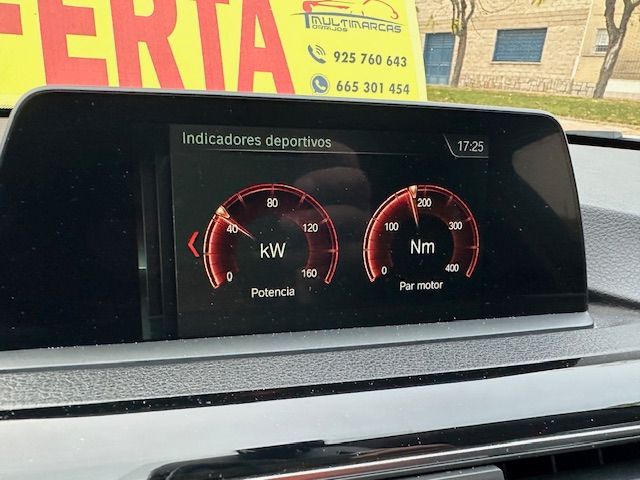 FERTA
MULTIMARCAS
TORRIJOS
925 760 643
665 301 454
Indicadores deportivos
17:25
0
40
80
120
160
kW
Potencia
0
100
200
300
400
Nm
Par motor